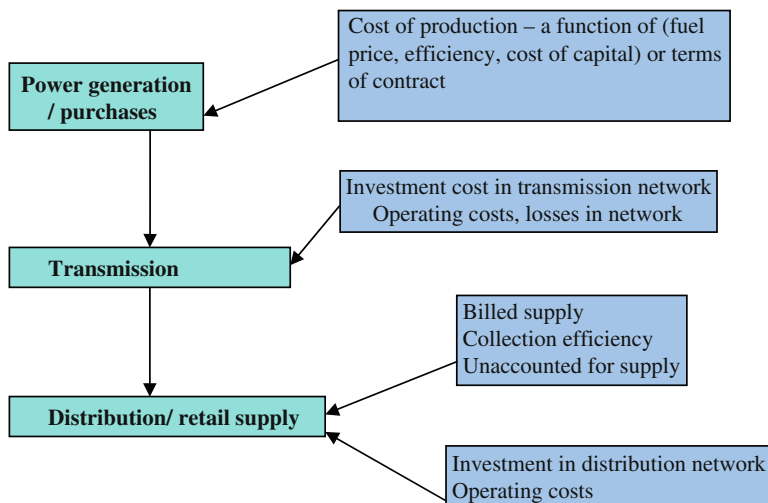 Cost of production – a function of (fuel
price, efficiency, cost of capital) or terms
of contract
Power generation
/ purchases
Investment cost in transmission network
Operating costs, losses in network
Transmission
Billed supply
Collection efficiency
Unaccounted for supply
Distribution/ retail supply
Investment in distribution network
Operating costs